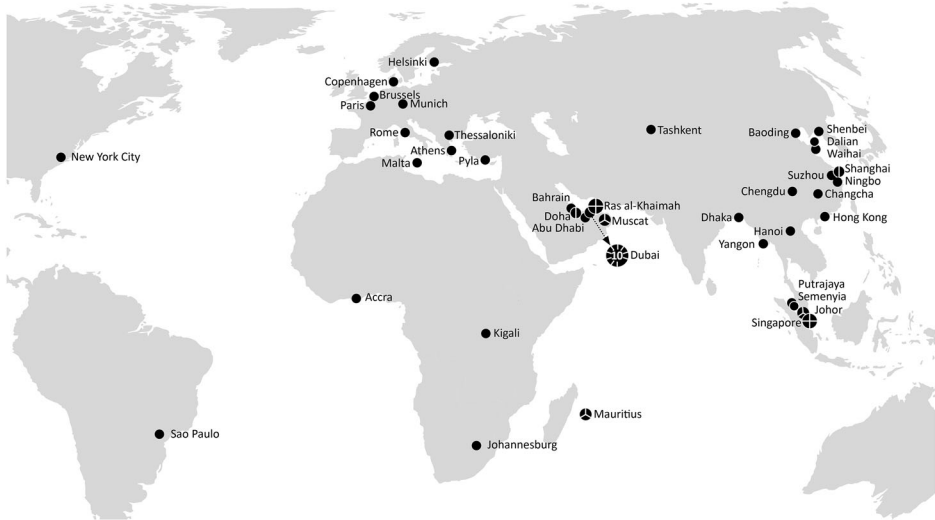 Helsinki
Copenhagen
Brussels
Paris
Munich
Rome
Thessaloniki
Athens
Malta
Pyla
New York City
Tashkent
Baoding
Shenbei
Dalian
Waihai
Shanghai
Suzhou
Ningbo
Chengdu
Changcha
Bahrain
Ras al-Khaimah
Doha
Muscat
Abu Dhabi
Dhaka
Hong Kong
Hanoi
Yangon
10
Dubai
Putrajaya
Semenyia
Johor
Singapore
Accra
Kigali
Mauritius
Sao Paulo
Johannesburg